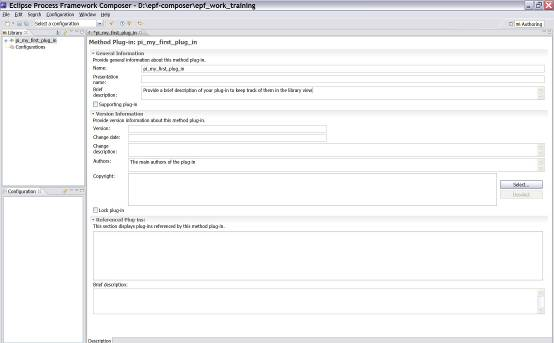 Eclipse Process Framework Composer - D:\epf-composer\epf_work_training
File Edit Search Configuration Window Help
Select a configuration
Authoring
Library
pi_my_first_plug_in
Configurations
*pi_my_first_plug_in
Method Plug-in: pi_my_first_plug_in
General Information
Provide general information about this method plug-in.
Name:
pi_my_first_plug_in
Presentation
name:
Brief
description:
Provide a brief description of your plug-in to keep track of them in the library view
Supporting plug-in
Version Information
Provide version information about this method plug-in.
Version:
Change date:
Change
description:
Authors:
The main authors of the plug-in
Copyright:
Select...
Deselect
Lock plug-in
Configuration
Referenced Plug-ins:
This section displays plug-ins referenced by this method plug-in.
Brief description:
Description